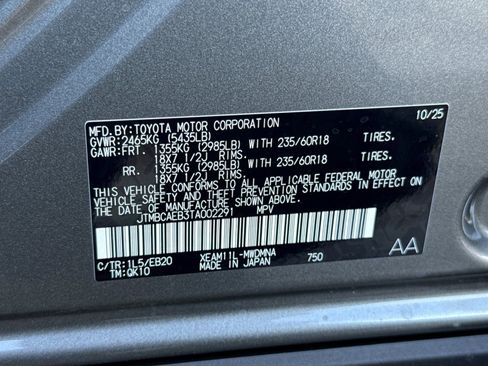 MFD.BY:TOYOTA MOTOR CORPORATION 10/25
GVWR:2465KG (5435LB)
GAWR:FRT. 1355KG (2985LB) WITH 235/60R18 TIRES.
18X7 1/2J RIMS.
RR. 1355KG (2985LB) WITH 235/60R18 TIRES.
18X7 1/2J RIMS.
THIS VEHICLE CONFORMS TO ALL APPLICABLE FEDERAL MOTOR
VEHICLE SAFETY AND THEFT PREVENTION STANDARDS IN EFFECT ON
THE DATE OF MANUFACTURE SHOWN ABOVE.
JTMBCAEB3TA002291 MPV
C/TR:1L5/EB20 XEAM11L-MWDMNA AA
TM:QK10 MADE IN JAPAN 750